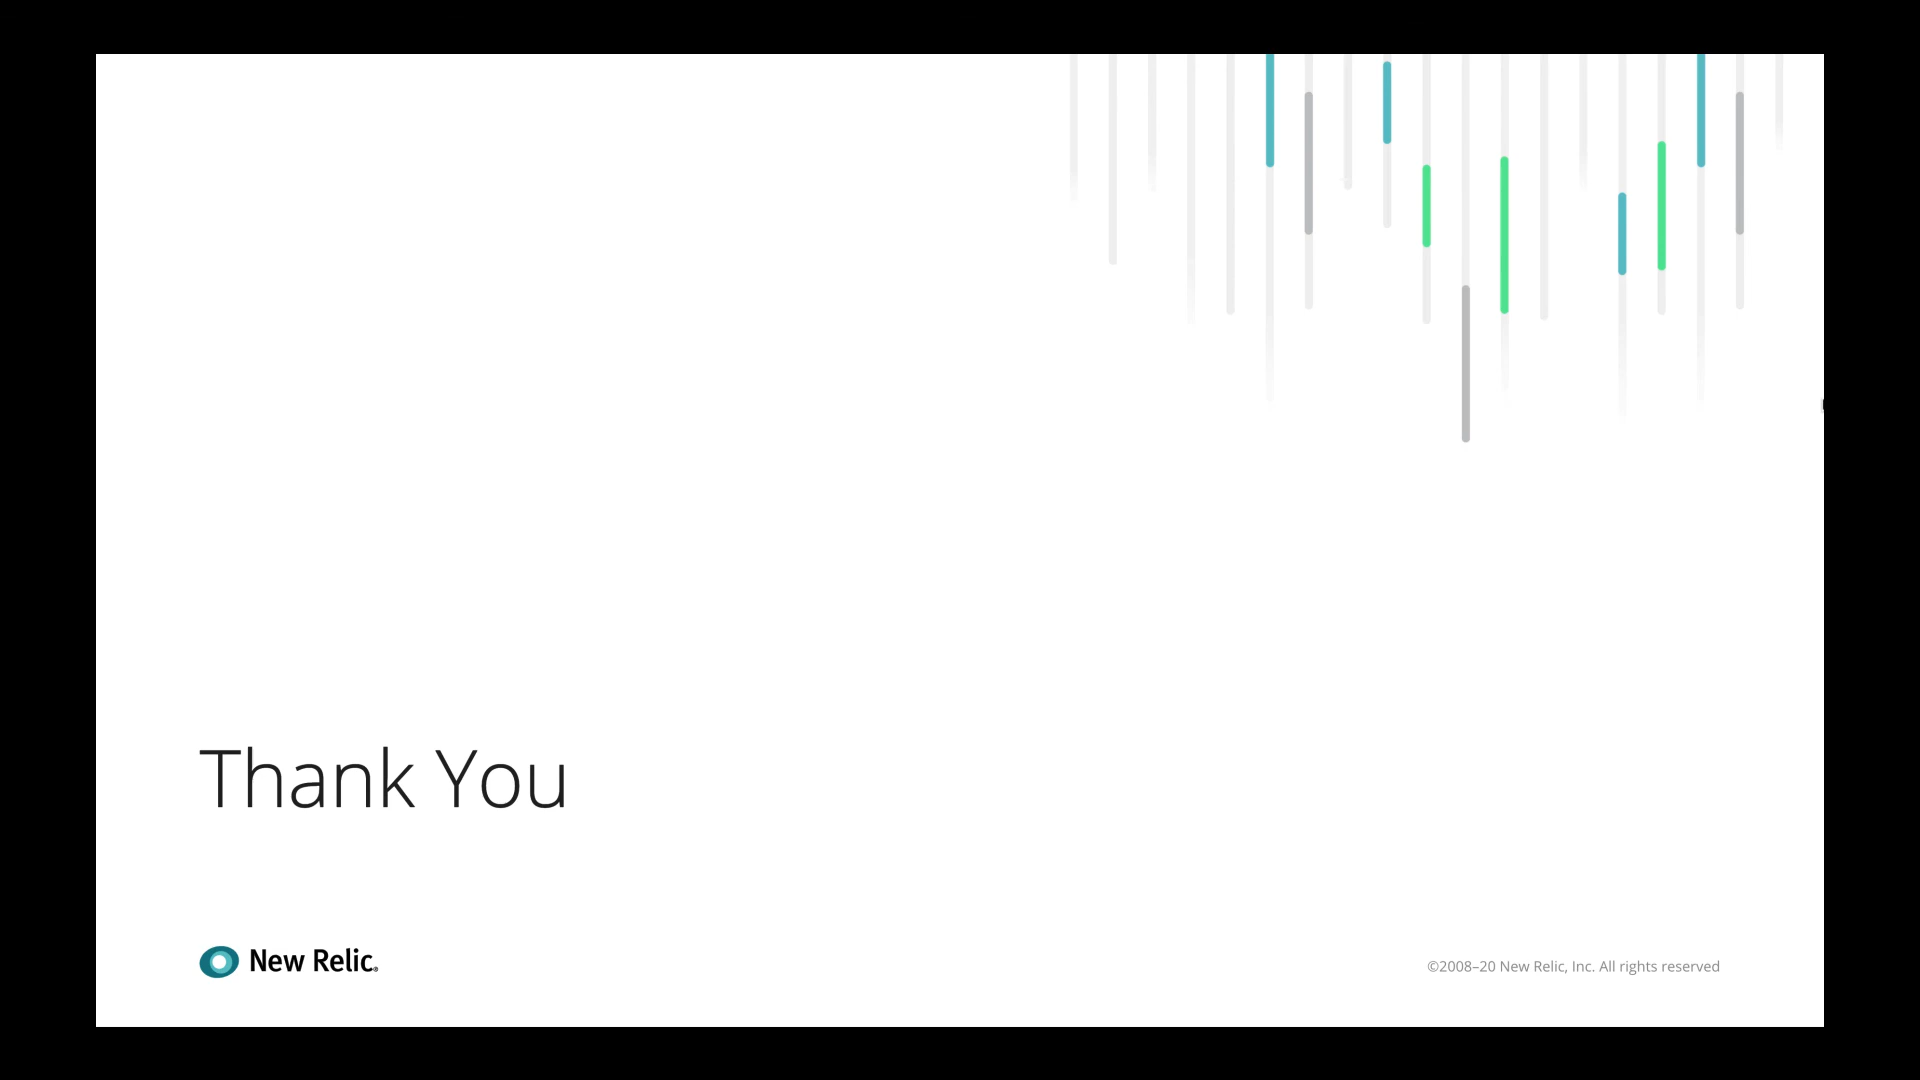 Thank You
New Relic®
©2008–20 New Relic, Inc. All rights reserved